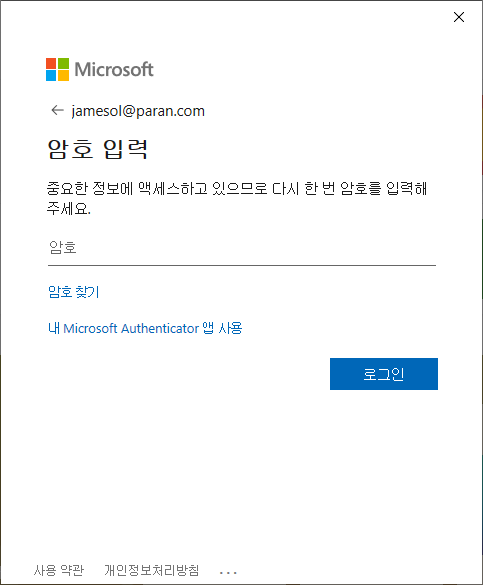 Microsoft
← jamesol@paran.com
암호 입력
중요한 정보에 액세스하고 있으므로 다시 한 번 암호를 입력해
주세요.
암호
암호 찾기
내 Microsoft Authenticator 앱 사용
로그인
사용 약관 개인정보처리방침 ...